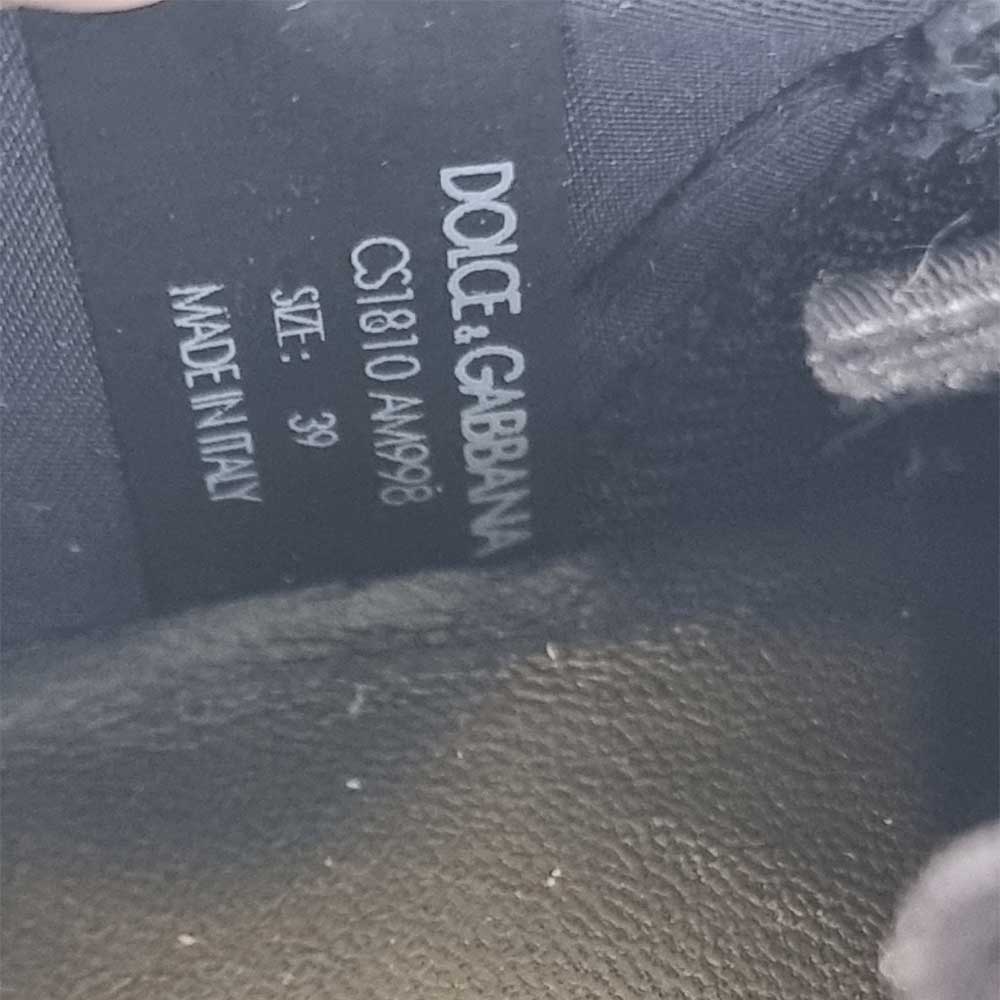 DOLCE & GABBANA
CS1810 AM998
SIZE: 39
MADE IN ITALY